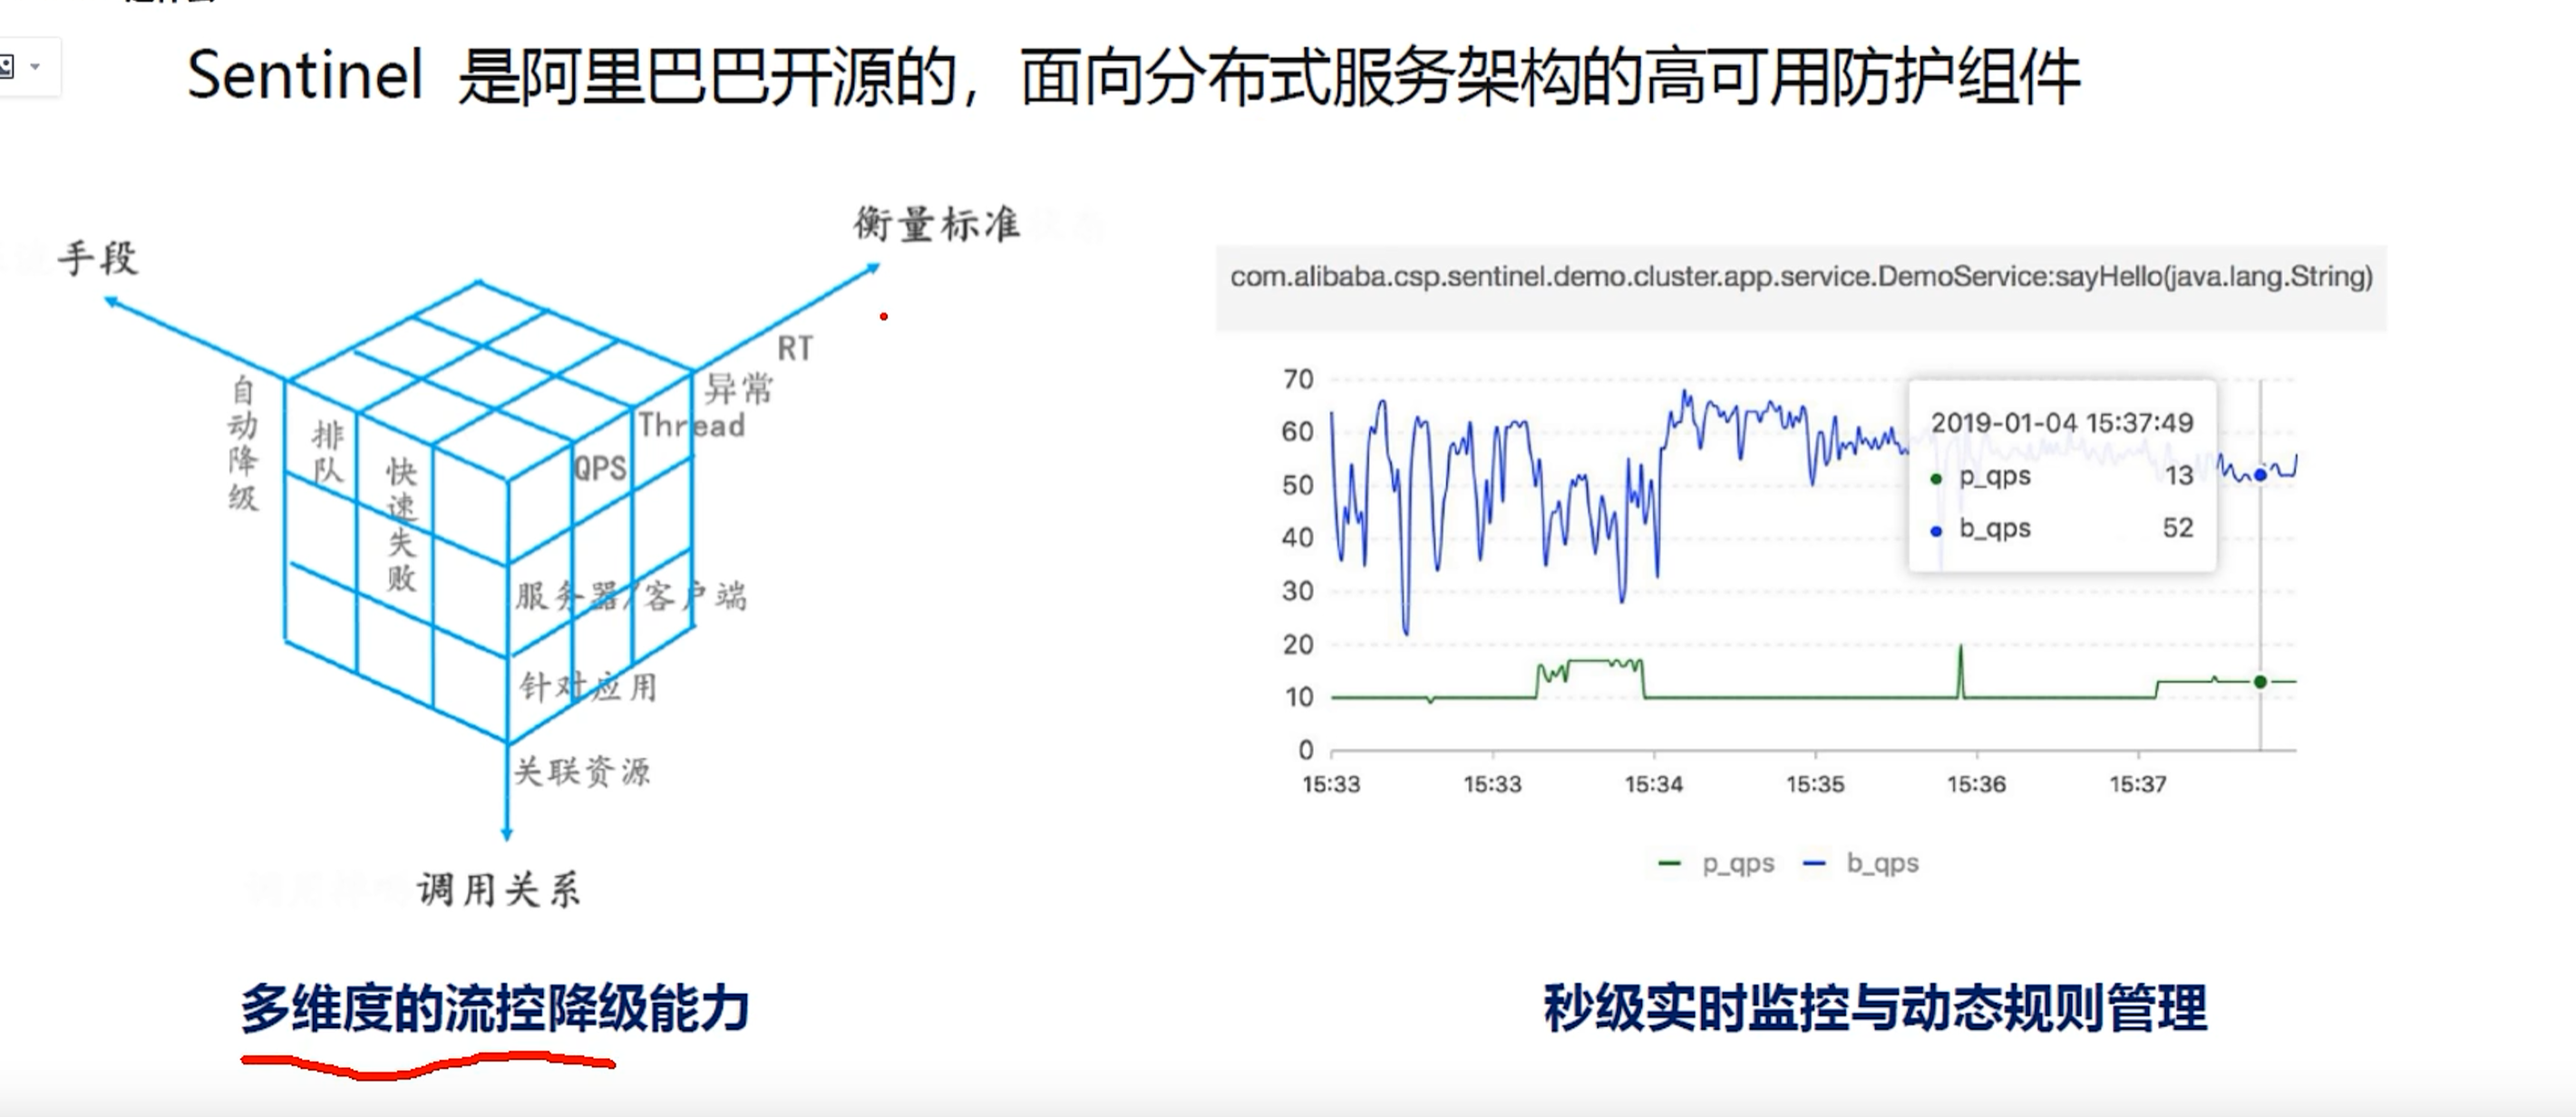 Sentinel 是阿里巴巴开源的，面向分布式服务架构的高可用防护组件
手段
衡量标准
RT
异常
Thread
QPS
自动降级
排队
快速失败
服务器/客户端
针对应用
关联资源
调用关系
多维度的流控降级能力
com.alibaba.csp.sentinel.demo.cluster.app.service.DemoService:sayHello(java.lang.String)
70
60
50
40
30
20
10
0
2019-01-04 15:37:49
p_qps 13
b_qps 52
15:33 15:33 15:34 15:35 15:36 15:37
p_qps b_qps
秒级实时监控与动态规则管理